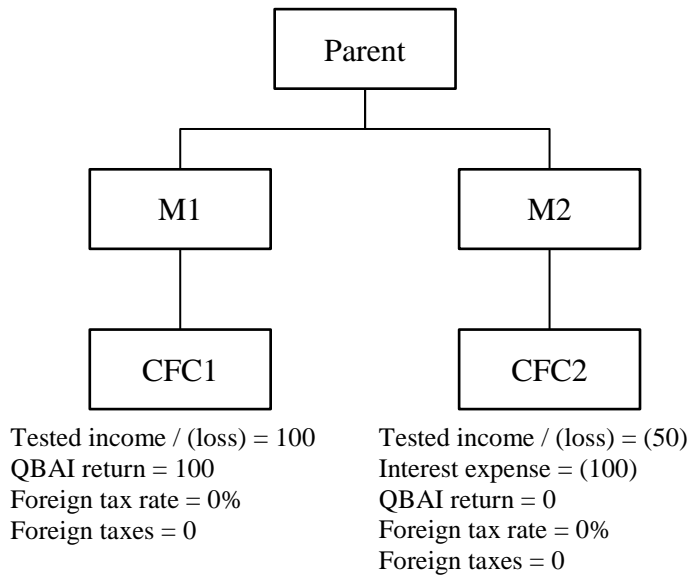 Parent
M1
M2
CFC1
CFC2
Tested income / (loss) = 100
QBAI return = 100
Foreign tax rate = 0%
Foreign taxes = 0
Tested income / (loss) = (50)
Interest expense = (100)
QBAI return = 0
Foreign tax rate = 0%
Foreign taxes = 0